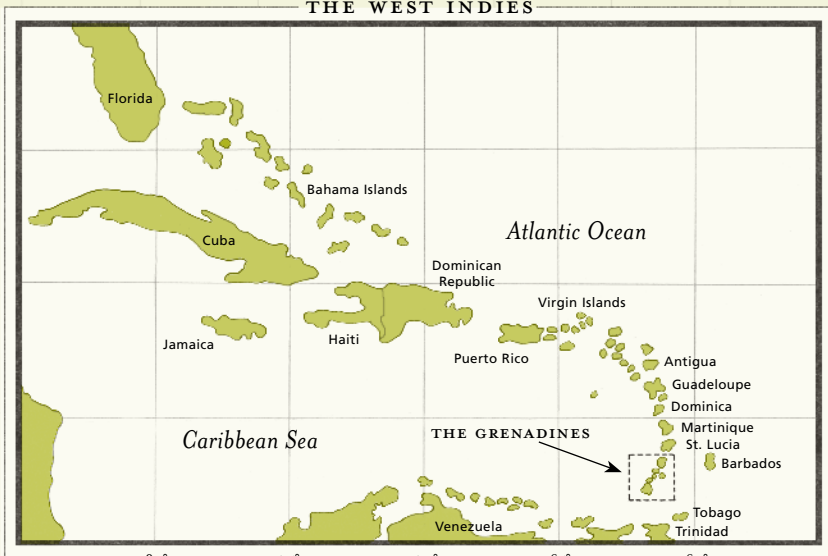 THE WEST INDIES
Florida
Bahama Islands
Atlantic Ocean
Cuba
Dominican
Republic
Virgin Islands
Jamaica
Haiti
Puerto Rico
Antigua
Guadeloupe
Dominica
Martinique
THE GRENADINES
Caribbean Sea
St. Lucia
Barbados
Tobago
Venezuela
Trinidad